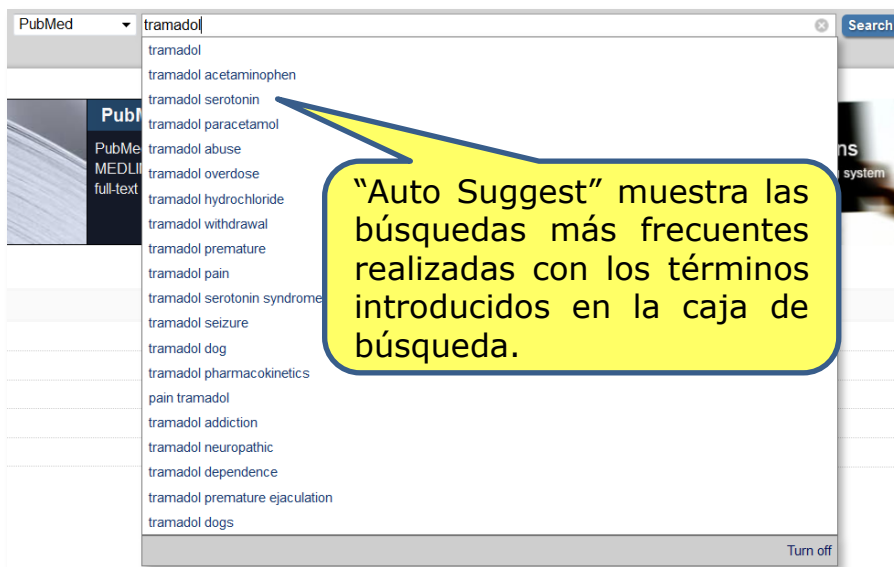 PubMed
tramadol
Search
tramadol
tramadol acetaminophen
tramadol serotonin
tramadol paracetamol
tramadol abuse
tramadol overdose
tramadol hydrochloride
tramadol withdrawal
tramadol premature
tramadol pain
tramadol serotonin syndrome
tramadol seizure
tramadol dog
tramadol pharmacokinetics
pain tramadol
tramadol addiction
tramadol neuropathic
tramadol dependence
tramadol premature ejaculation
tramadol dogs
Turn off
“Auto Suggest” muestra las
búsquedas más frecuentes
realizadas con los términos
introducidos en la caja de
búsqueda.
full-text
system